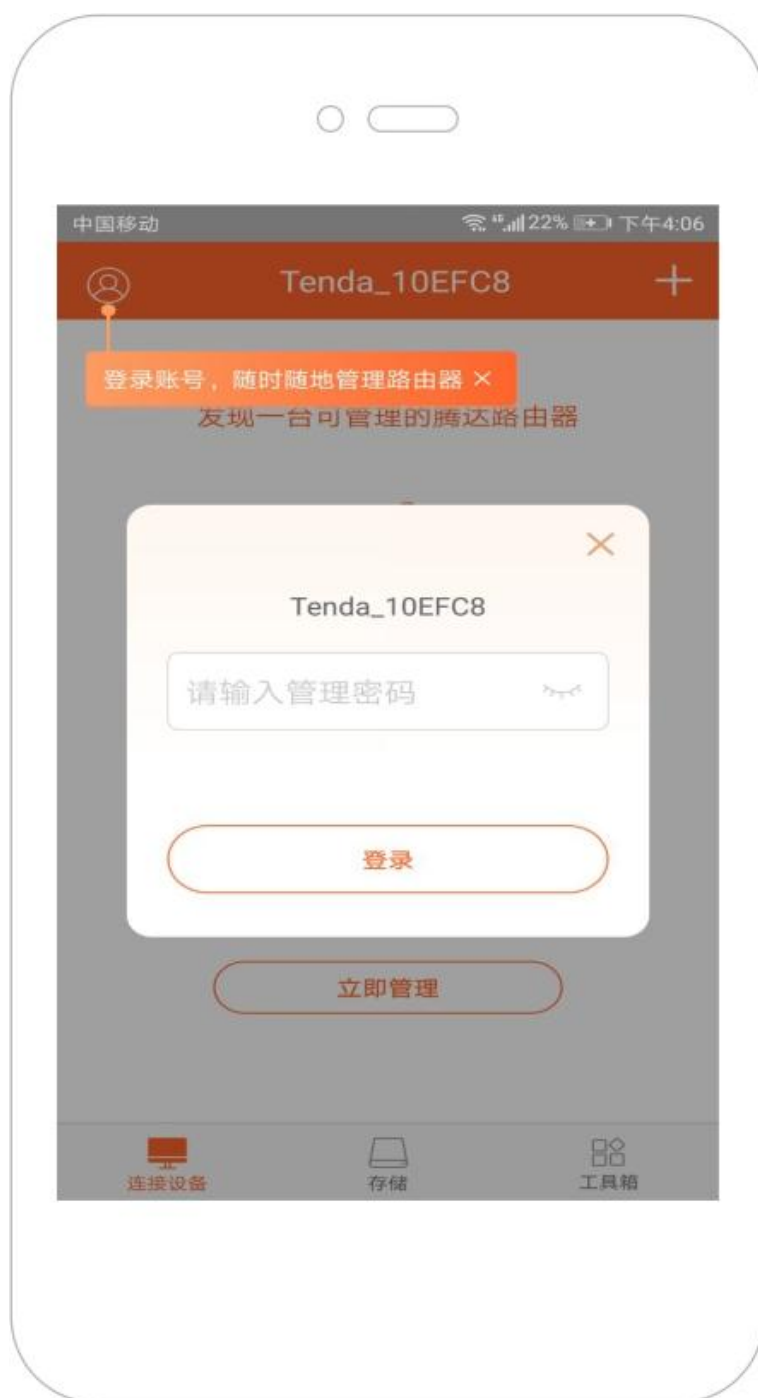 中国移动 4G 22% 下午4:06
Tenda_10EFC8
登录账号，随时随地管理路由器
发现一台可管理的腾达路由器
Tenda_10EFC8
请输入管理密码
登录
立即管理
连接设备 存储 工具箱